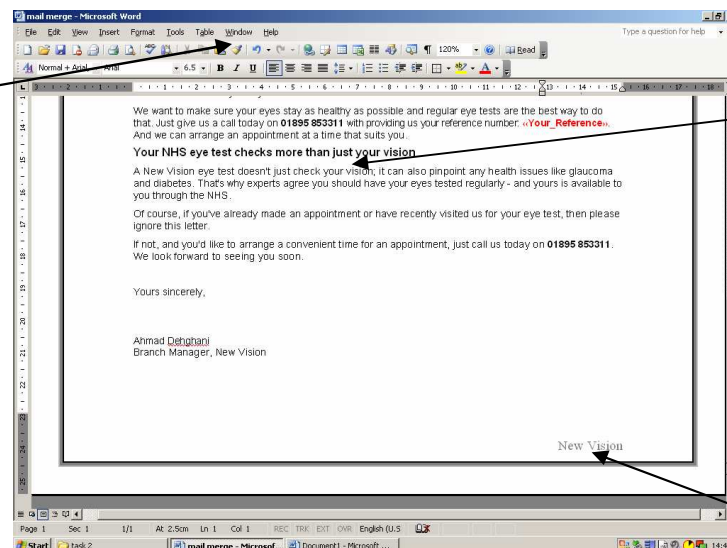 mail merge - Microsoft Word
File Edit View Insert Format Tools Table Window Help Type a question for help
120% Read
Normal + Arial Arial 6.5 B I U
We want to make sure your eyes stay as healthy as possible and regular eye tests are the best way to do
that. Just give us a call today on 01895 853311 with providing us your reference number: «Your_Reference».
And we can arrange an appointment at a time that suits you.
Your NHS eye test checks more than just your vision
A New Vision eye test doesn't just check your vision; it can also pinpoint any health issues like glaucoma
and diabetes. That's why experts agree you should have your eyes tested regularly - and yours is available to
you through the NHS.
Of course, if you've already made an appointment or have recently visited us for your eye test, then please
ignore this letter.
If not, and you'd like to arrange a convenient time for an appointment, just call us today on 01895 853311.
We look forward to seeing you soon.
Yours sincerely,
Ahmad Dehghani
Branch Manager, New Vision
New Vision
Page 1 Sec 1 1/1 At 2.5cm Ln 1 Col 1 REC TRK EXT OVR English (U.S
Start task 2 mail merge - Microsof... Document1 - Microsoft ...